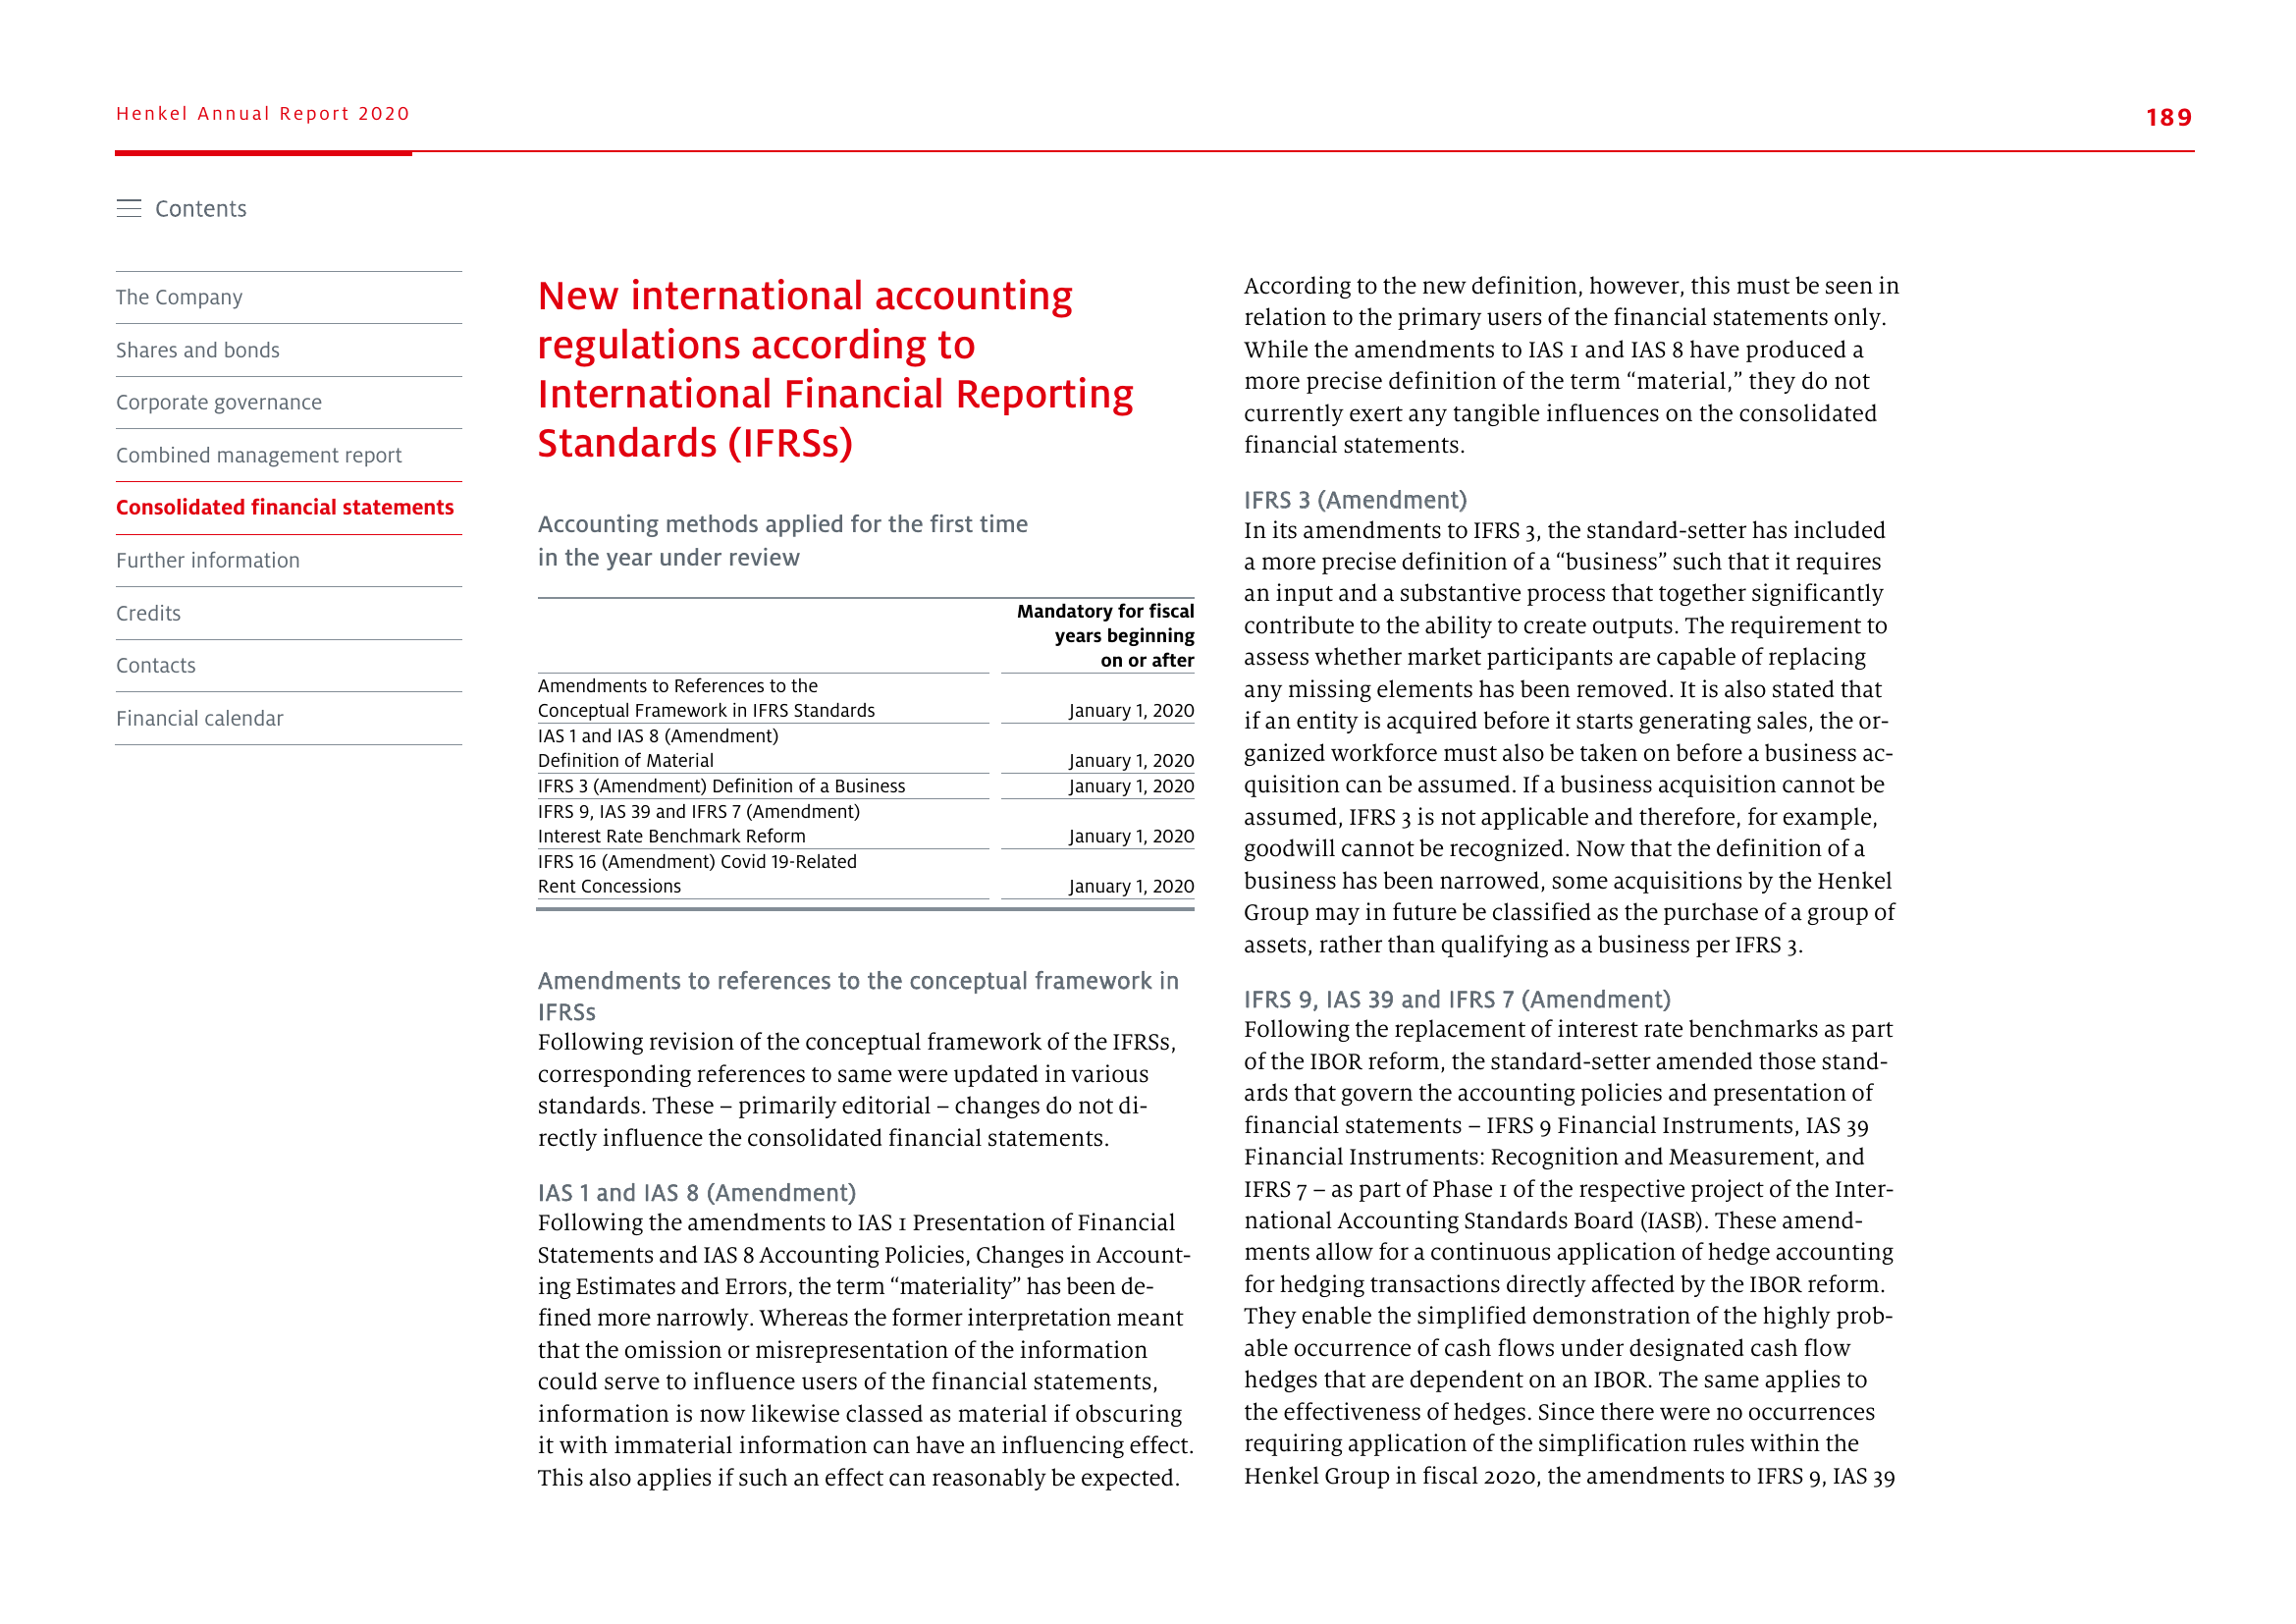 Henkel Annual Report 2020
189
Contents
The Company
Shares and bonds
Corporate governance
Combined management report
Consolidated financial statements
Further information
Credits
Contacts
Financial calendar
New international accounting
regulations according to
International Financial Reporting
Standards (IFRSs)
Accounting methods applied for the first time
in the year under review
Mandatory for fiscal
years beginning
on or after
Amendments to References to the
Conceptual Framework in IFRS Standards January 1, 2020
IAS 1 and IAS 8 (Amendment)
Definition of Material January 1, 2020
IFRS 3 (Amendment) Definition of a Business January 1, 2020
IFRS 9, IAS 39 and IFRS 7 (Amendment)
Interest Rate Benchmark Reform January 1, 2020
IFRS 16 (Amendment) Covid 19-Related
Rent Concessions January 1, 2020
Amendments to references to the conceptual framework in
IFRSs
Following revision of the conceptual framework of the IFRSs,
corresponding references to same were updated in various
standards. These – primarily editorial – changes do not di-
rectly influence the consolidated financial statements.
IAS 1 and IAS 8 (Amendment)
Following the amendments to IAS 1 Presentation of Financial
Statements and IAS 8 Accounting Policies, Changes in Account-
ing Estimates and Errors, the term “materiality” has been de-
fined more narrowly. Whereas the former interpretation meant
that the omission or misrepresentation of the information
could serve to influence users of the financial statements,
information is now likewise classed as material if obscuring
it with immaterial information can have an influencing effect.
This also applies if such an effect can reasonably be expected.
According to the new definition, however, this must be seen in
relation to the primary users of the financial statements only.
While the amendments to IAS 1 and IAS 8 have produced a
more precise definition of the term “material,” they do not
currently exert any tangible influences on the consolidated
financial statements.
IFRS 3 (Amendment)
In its amendments to IFRS 3, the standard-setter has included
a more precise definition of a “business” such that it requires
an input and a substantive process that together significantly
contribute to the ability to create outputs. The requirement to
assess whether market participants are capable of replacing
any missing elements has been removed. It is also stated that
if an entity is acquired before it starts generating sales, the or-
ganized workforce must also be taken on before a business ac-
quisition can be assumed. If a business acquisition cannot be
assumed, IFRS 3 is not applicable and therefore, for example,
goodwill cannot be recognized. Now that the definition of a
business has been narrowed, some acquisitions by the Henkel
Group may in future be classified as the purchase of a group of
assets, rather than qualifying as a business per IFRS 3.
IFRS 9, IAS 39 and IFRS 7 (Amendment)
Following the replacement of interest rate benchmarks as part
of the IBOR reform, the standard-setter amended those stand-
ards that govern the accounting policies and presentation of
financial statements – IFRS 9 Financial Instruments, IAS 39
Financial Instruments: Recognition and Measurement, and
IFRS 7 – as part of Phase 1 of the respective project of the Inter-
national Accounting Standards Board (IASB). These amend-
ments allow for a continuous application of hedge accounting
for hedging transactions directly affected by the IBOR reform.
They enable the simplified demonstration of the highly prob-
able occurrence of cash flows under designated cash flow
hedges that are dependent on an IBOR. The same applies to
the effectiveness of hedges. Since there were no occurrences
requiring application of the simplification rules within the
Henkel Group in fiscal 2020, the amendments to IFRS 9, IAS 39